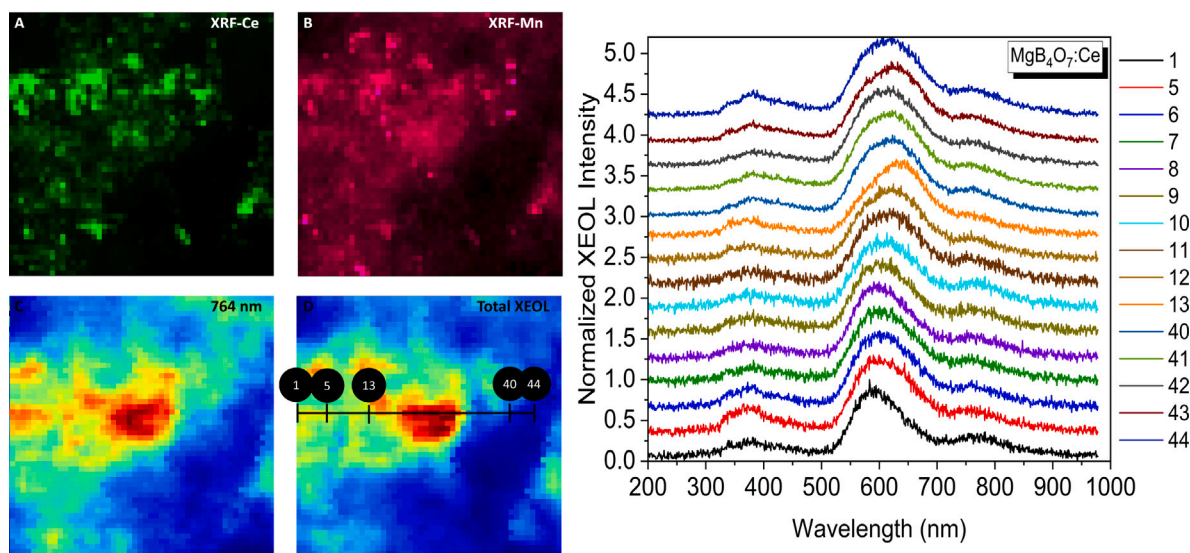 A XRF-Ce
B XRF-Mn
C 764 nm
D Total XEOL
1 5 13 40 44
Normalized XEOL Intensity
5.0
4.5
4.0
3.5
3.0
2.5
2.0
1.5
1.0
0.5
0.0
MgB₄O₇:Ce
200 300 400 500 600 700 800 900 1000
Wavelength (nm)
1
5
6
7
8
9
10
11
12
13
40
41
42
43
44